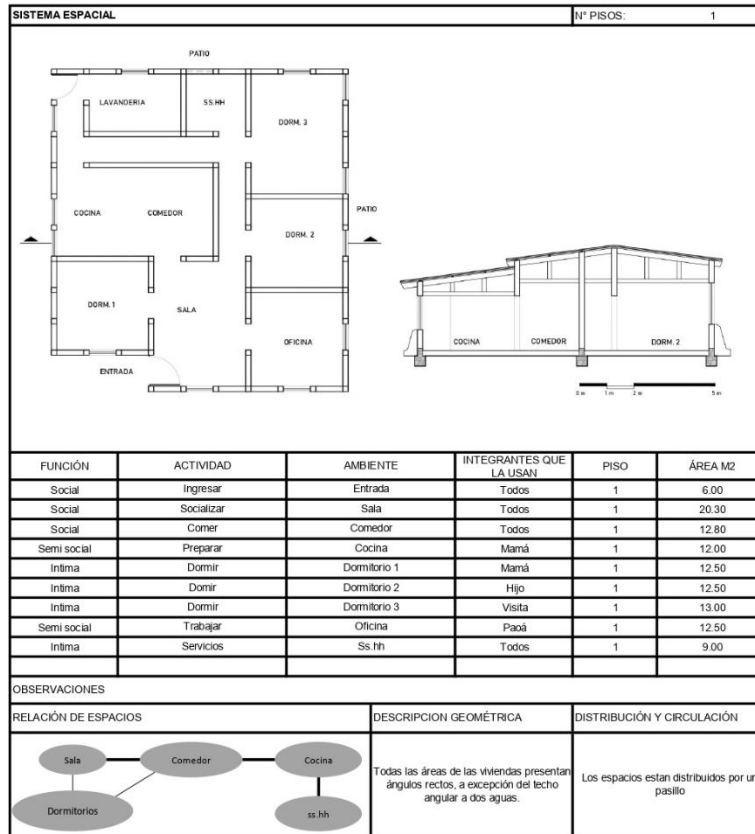 SISTEMA ESPACIAL N° PISOS: 1
PATIO
LAVANDERIA SS.HH
DORM. 3
COCINA COMEDOR PATIO
DORM. 2
DORM. 1 SALA
OFICINA
ENTRADA
COCINA COMEDOR DORM. 2
0 m 1 m 2 m 5 m
FUNCIÓN ACTIVIDAD AMBIENTE INTEGRANTES QUE LA USAN PISO ÁREA M2
Social Ingresar Entrada Todos 1 6.00
Social Socializar Sala Todos 1 20.30
Social Comer Comedor Todos 1 12.80
Semi social Preparar Cocina Mamá 1 12.00
Intima Dormir Dormitorio 1 Mamá 1 12.50
Intima Domir Dormitorio 2 Hijo 1 12.50
Intima Dormir Dormitorio 3 Visita 1 13.00
Semi social Trabajar Oficina Paoá 1 12.50
Intima Servicios Ss.hh Todos 1 9.00
OBSERVACIONES
RELACIÓN DE ESPACIOS DESCRIPCION GEOMÉTRICA DISTRIBUCIÓN Y CIRCULACIÓN
Sala Comedor Cocina
Dormitorios ss.hh
Todas las áreas de las viviendas presentan
ángulos rectos, a excepción del techo
angular a dos aguas.
Los espacios estan distribuidos por un
pasillo